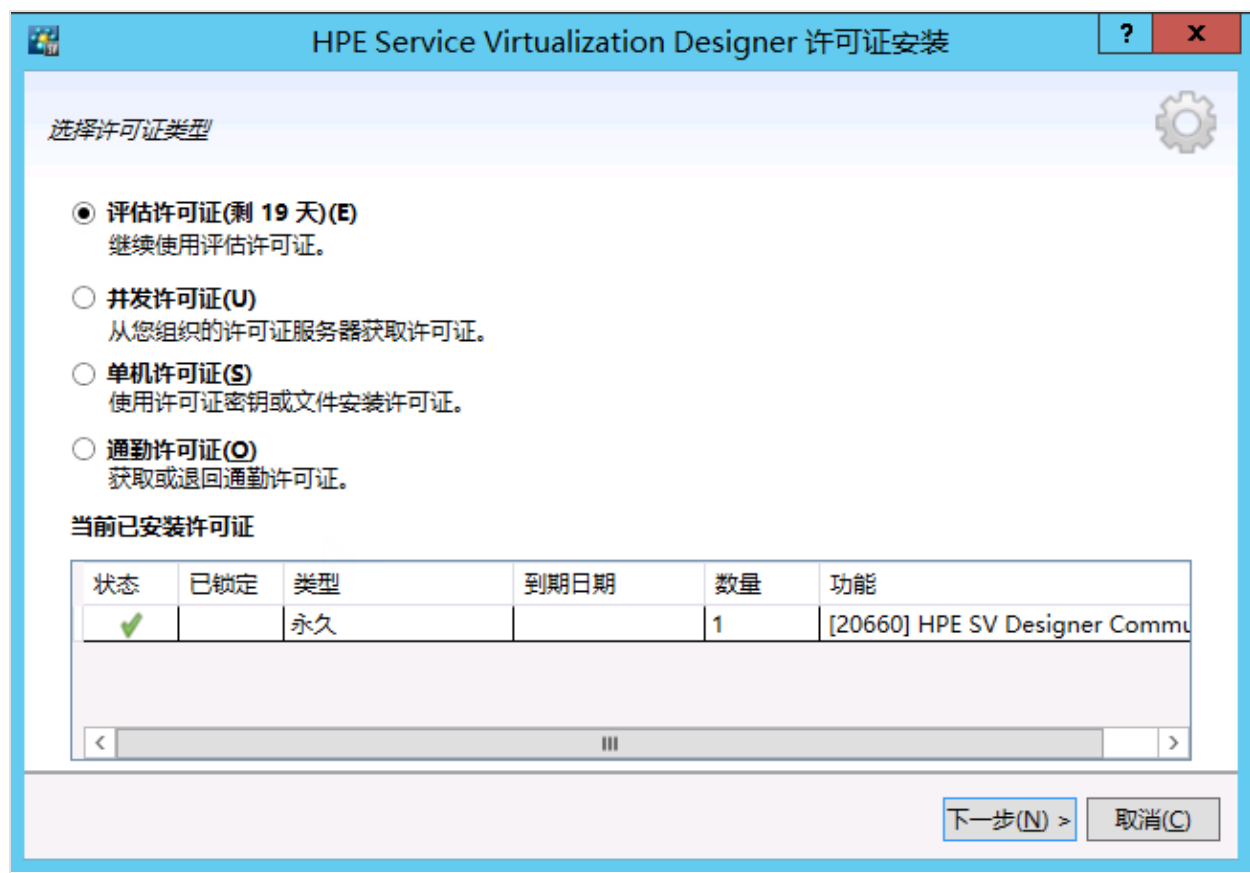 HPE Service Virtualization Designer 许可证安装
?
x
选择许可证类型
评估许可证(剩 19 天)(E)
继续使用评估许可证。
并发许可证(U)
从您组织的许可证服务器获取许可证。
单机许可证(S)
使用许可证密钥或文件安装许可证。
通勤许可证(O)
获取或退回通勤许可证。
当前已安装许可证
状态 已锁定 类型 到期日期 数量 功能
永久 1 [20660] HPE SV Designer Commu
下一步(N) > 取消(C)